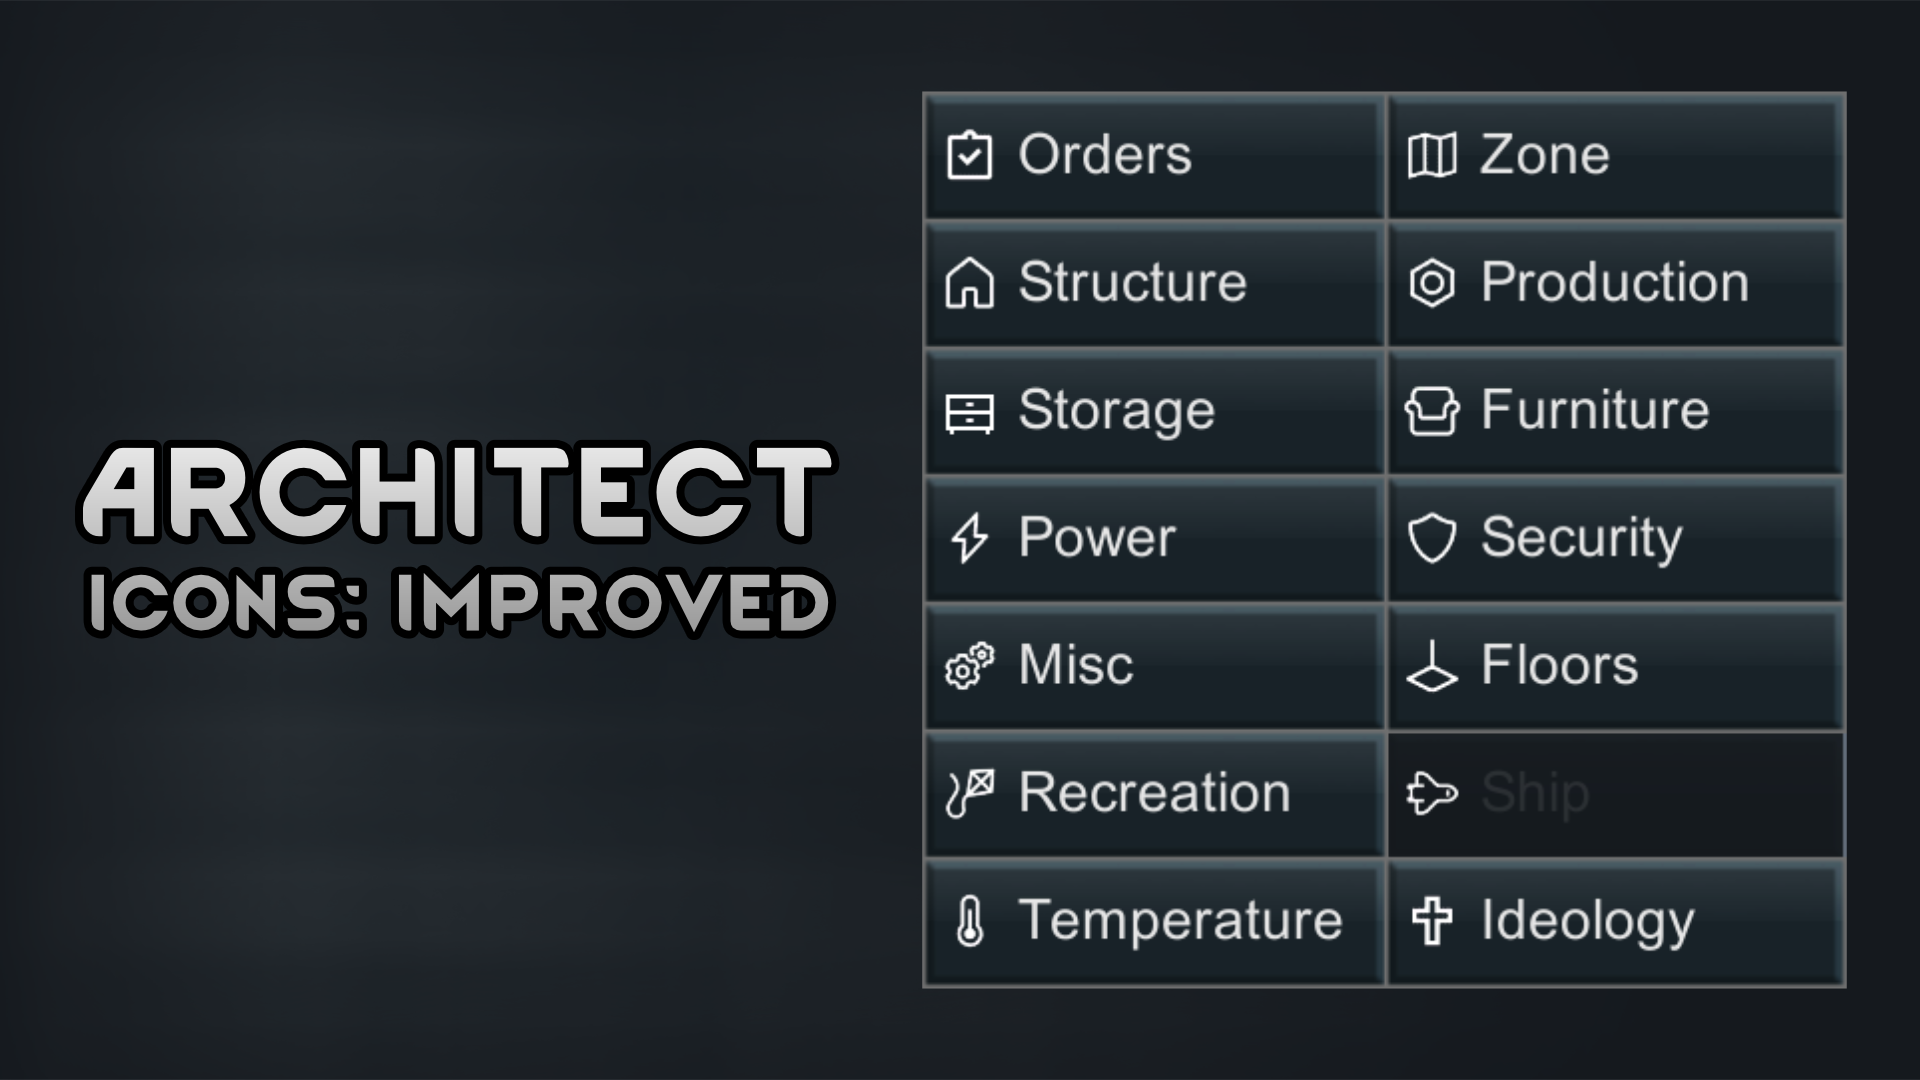 ARCHITECT
ICONS: IMPROVED
Orders
Zone
Structure
Production
Storage
Furniture
Power
Security
Misc
Floors
Recreation
Ship
Temperature
Ideology